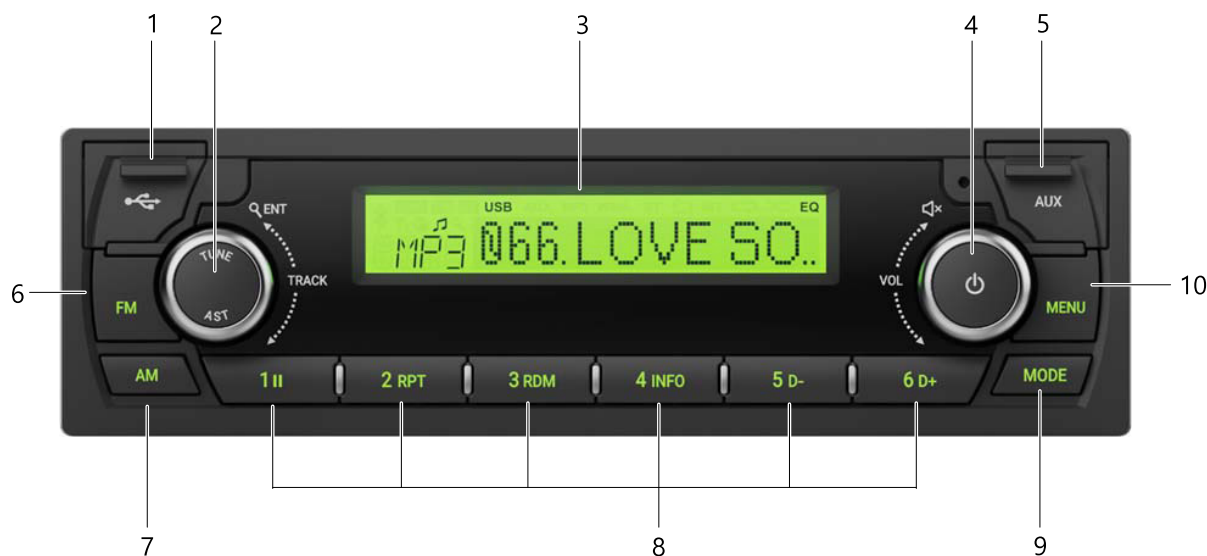 1 2 3 4 5
USB EQ
MP3 066.LOVE SO..
ENT
TUNE
AST
TRACK
VOL
AUX
6
FM
AM
1 2 RPT 3 RDM 4 INFO 5 D- 6 D+
MENU
MODE
10
7 8 9